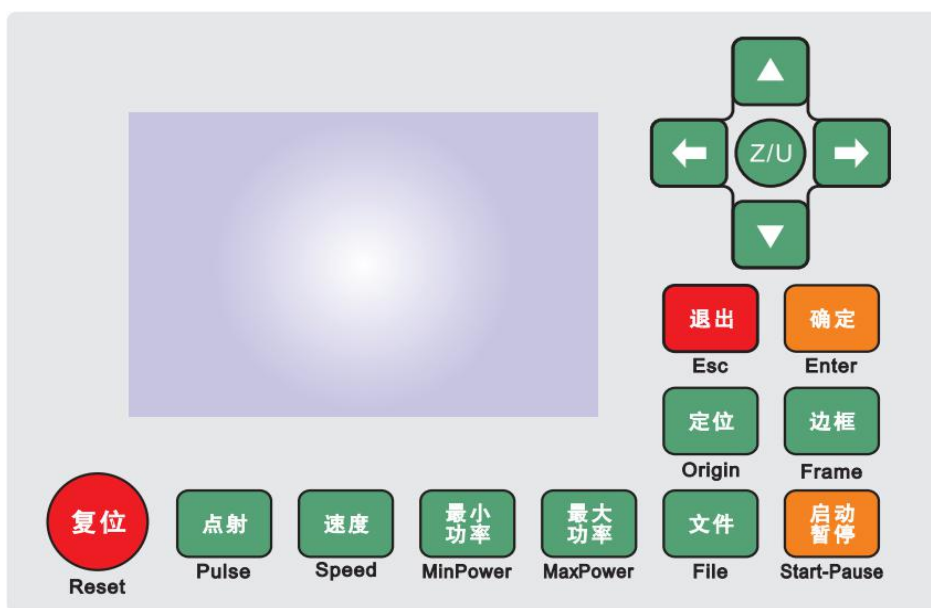 Z/U
退出
确定
Esc
Enter
定位
边框
Origin
Frame
复位
点射
速度
最小
功率
最大
功率
文件
启动
暂停
Reset
Pulse
Speed
MinPower
MaxPower
File
Start-Pause